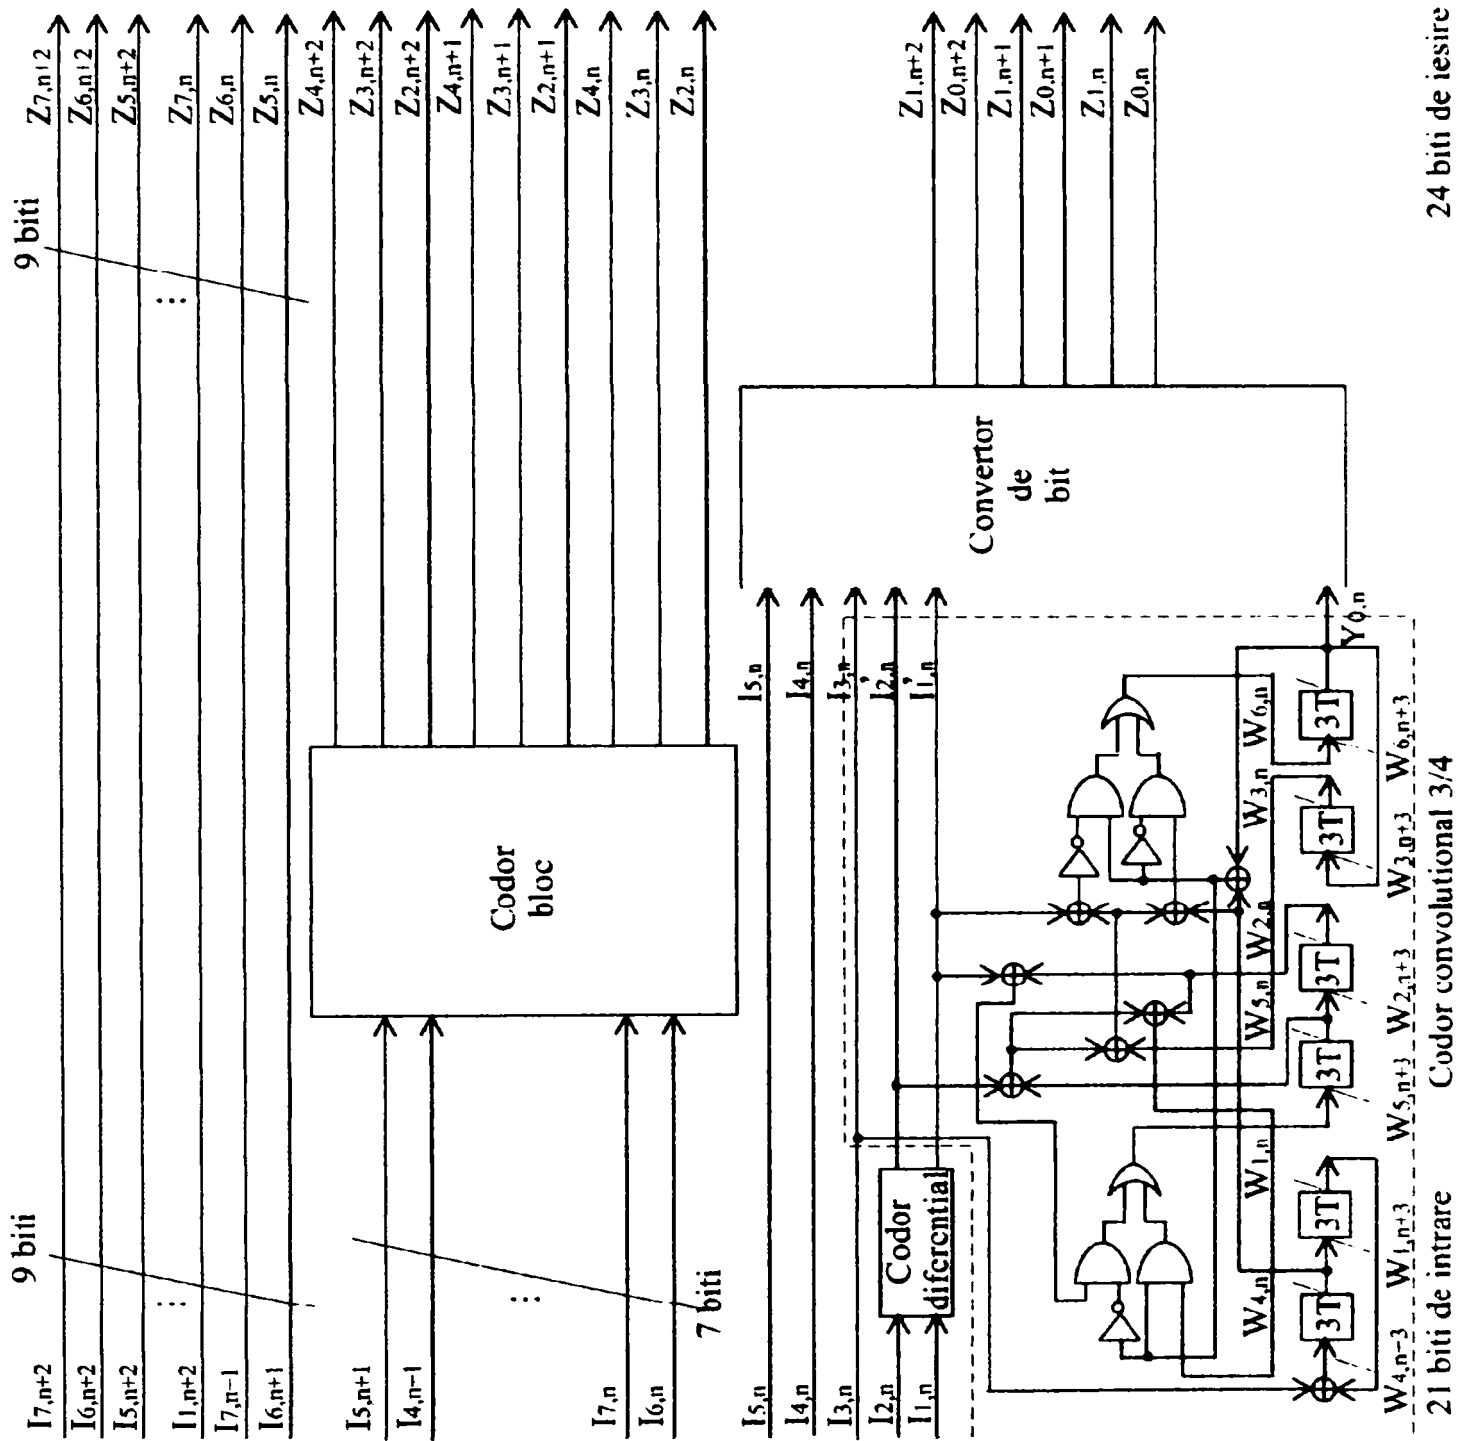 9 biti
9 biti
I7,n+2
I6,n+2
I5,n+2
...
I1,n+2
I7,n-1
I6,n+1
Z7,n+2
Z6,n+2
Z5,n+2
...
Z7,n
Z6,n
Z5,n
I5,n+1
I4,n-1
...
I7,n
I6,n
7 biti
Codor
bloc
Z4,n+2
Z3,n+2
Z2,n+2
Z4,n+1
Z3,n+1
Z2,n+1
Z4,n
Z3,n
Z2,n
I5,n
I4,n
I3,n
I2,n
I1,n
Codor
diferential
I5,n
I4,n
I3,n
I2,n'
I1,n'
Convertor
de
bit
Z1,n+2
Z0,n+2
Z1,n+1
Z0,n+1
Z1,n
Z0,n
W4,n
W1,n
W5,n
W2,n
W3,n
W6,n
3T
3T
3T
3T
3T
3T
Y0,n
W4,n-3
W1,n+3
W5,n+3
W2,n+3
W3,n+3
W6,n+3
21 biti de intrare
Codor convolutional 3/4
24 biti de iesire